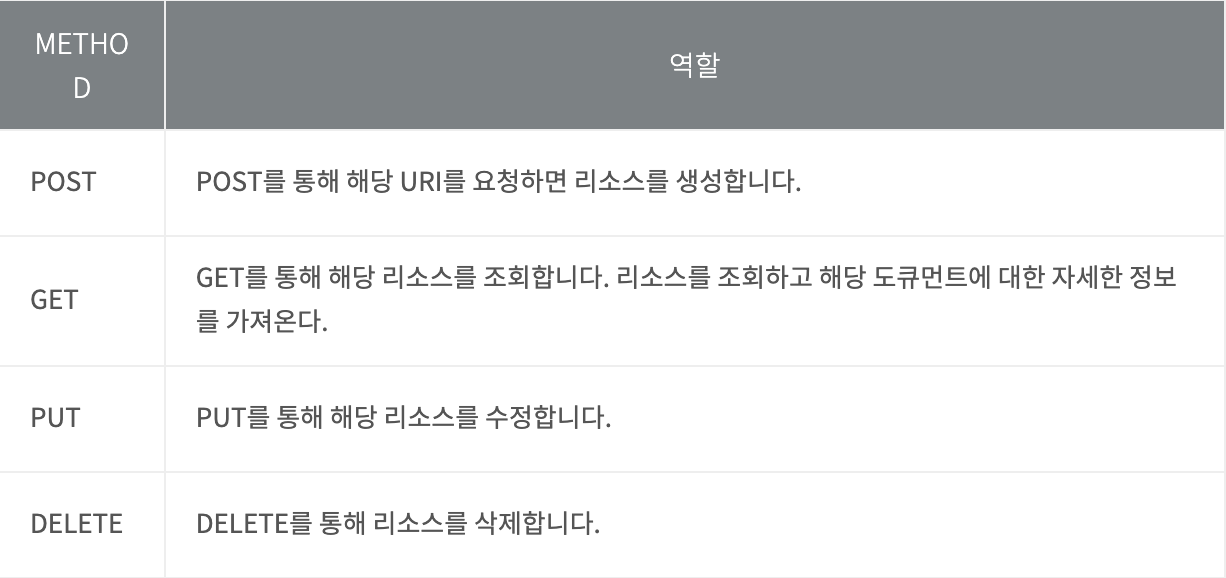 METHO
D
역할
POST
POST를 통해 해당 URI를 요청하면 리소스를 생성합니다.
GET
GET를 통해 해당 리소스를 조회합니다. 리소스를 조회하고 해당 도큐먼트에 대한 자세한 정보
를 가져온다.
PUT
PUT를 통해 해당 리소스를 수정합니다.
DELETE
DELETE를 통해 리소스를 삭제합니다.